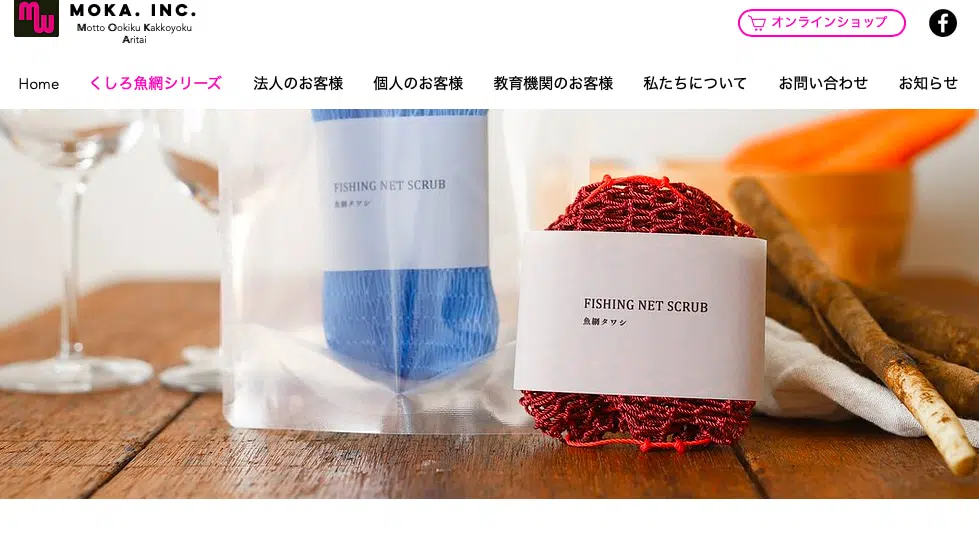 MW
MOKA. INC.
Motto Ookiku Kakkoyoku
Aritai
オンラインショップ
Home
くしろ魚網シリーズ
法人のお客様
個人のお客様
教育機関のお客様
私たちについて
お問い合わせ
お知らせ
FISHING NET SCRUB
魚網タワシ
FISHING NET SCRUB
魚網タワシ